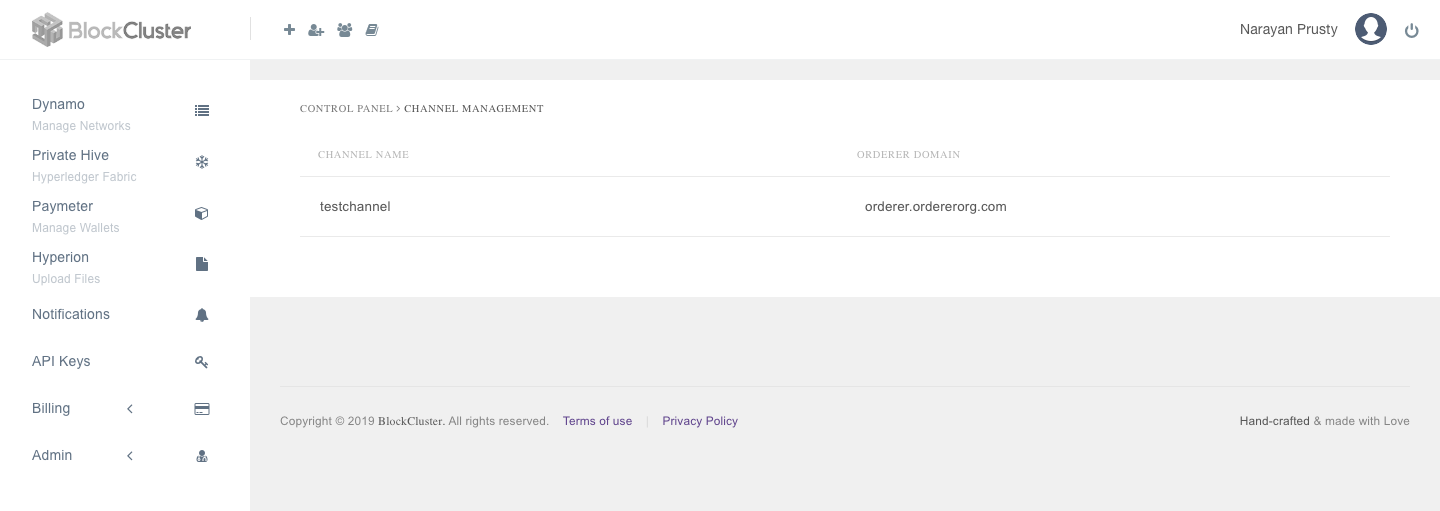 BlockCluster
Narayan Prusty
Dynamo
Manage Networks
Private Hive
Hyperledger Fabric
Paymeter
Manage Wallets
Hyperion
Upload Files
Notifications
API Keys
Billing
Admin
CONTROL PANEL > CHANNEL MANAGEMENT
CHANNEL NAME ORDERER DOMAIN
testchannel orderer.ordererorg.com
Copyright © 2019 BlockCluster. All rights reserved. Terms of use | Privacy Policy
Hand-crafted & made with Love